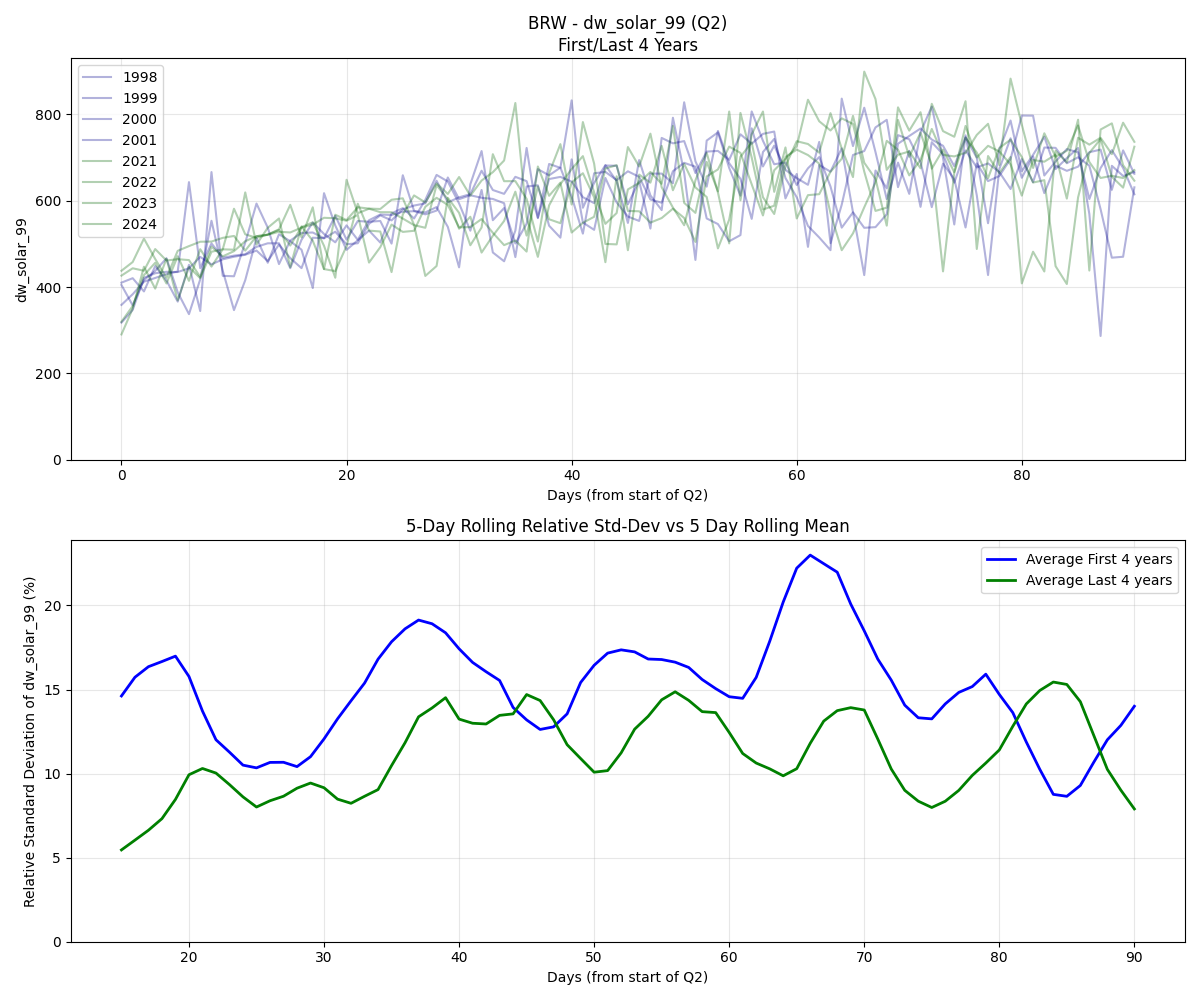 BRW - dw_solar_99 (Q2)
First/Last 4 Years
1998
1999
2000
2001
2021
2022
2023
2024
dw_solar_99
800
600
400
200
0
0 20 40 60 80
Days (from start of Q2)
5-Day Rolling Relative Std-Dev vs 5 Day Rolling Mean
Average First 4 years
Average Last 4 years
Relative Standard Deviation of dw_solar_99 (%)
20
15
10
5
0
20 30 40 50 60 70 80 90
Days (from start of Q2)